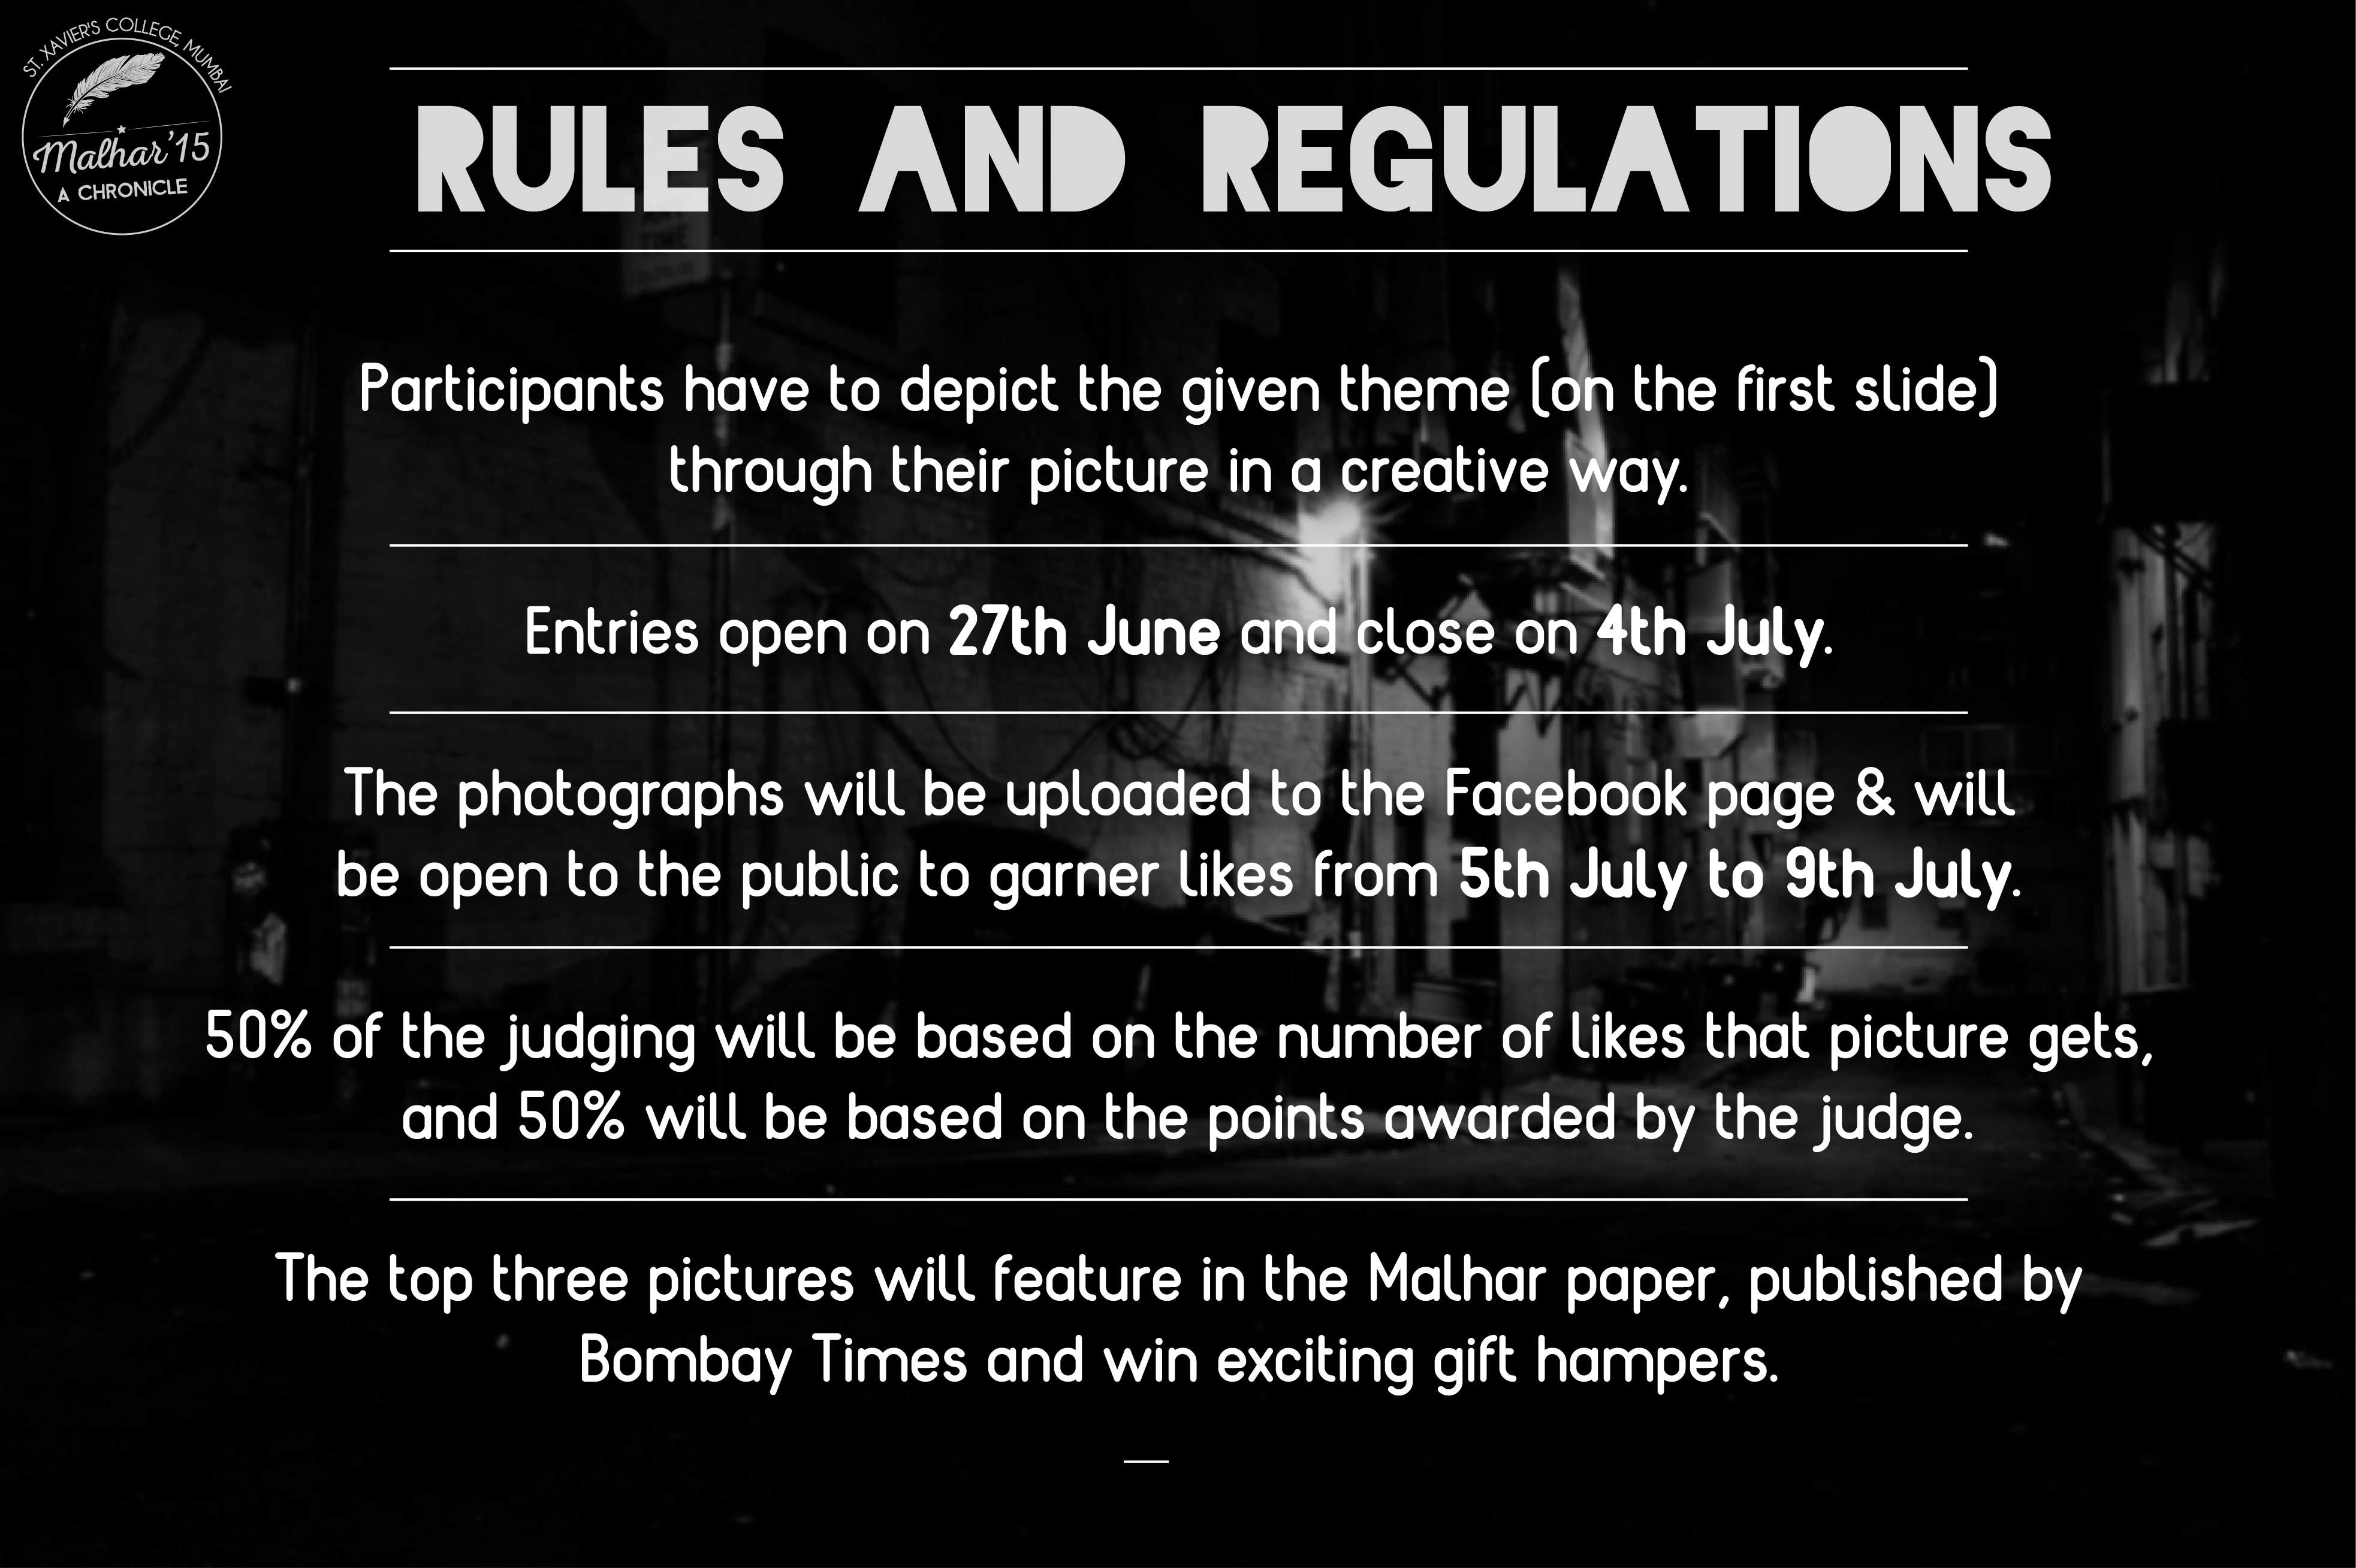 ST. XAVIER'S COLLEGE, MUMBAI
Malhar'15
A CHRONICLE
RULES AND REGULATIONS
TIME
Participants have to depict the given theme (on the first slide)
through their picture in a creative way.
Entries open on 27th June and close on 4th July.
The photographs will be uploaded to the Facebook page & will
be open to the public to garner likes from 5th July to 9th July.
50% of the judging will be based on the number of likes that picture gets,
and 50% will be based on the points awarded by the judge.
The top three pictures will feature in the Malhar paper, published by
Bombay Times and win exciting gift hampers.